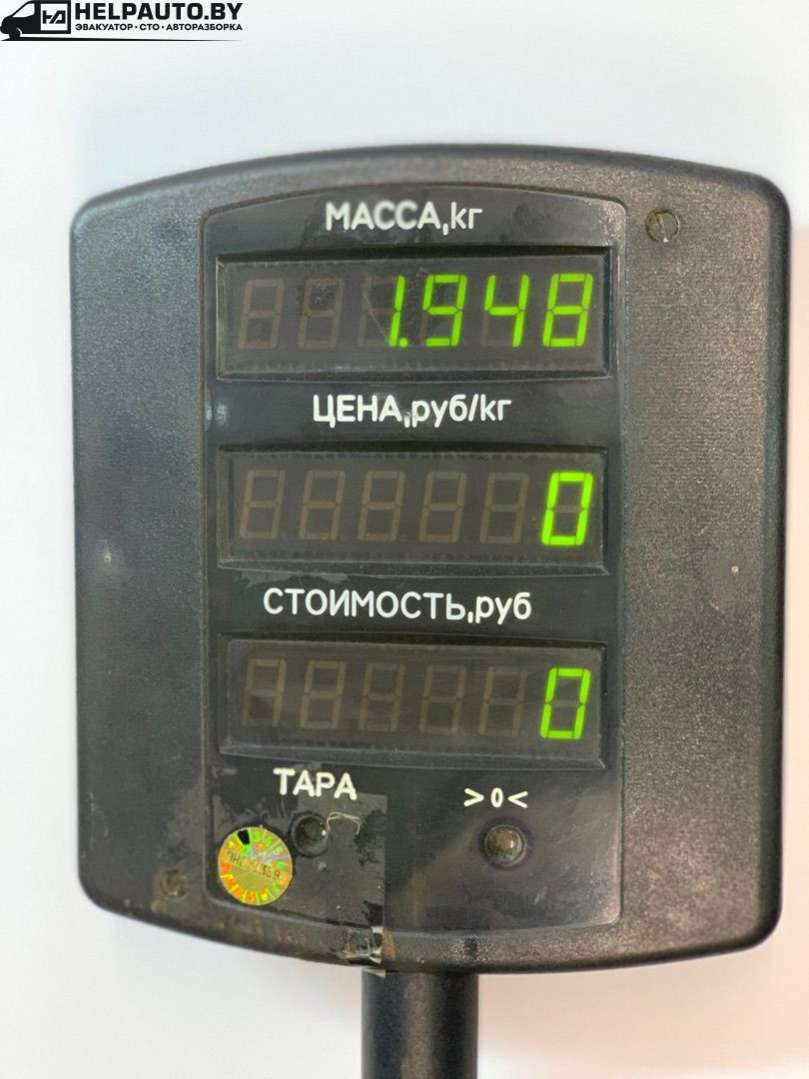 HELPAUTO.BY
ЭВАКУАТОР • СТО • АВТОРАЗБОРКА
МАССА,кг
1.948
ЦЕНА,руб/кг
0
СТОИМОСТЬ,руб
0
ТАРА >0<